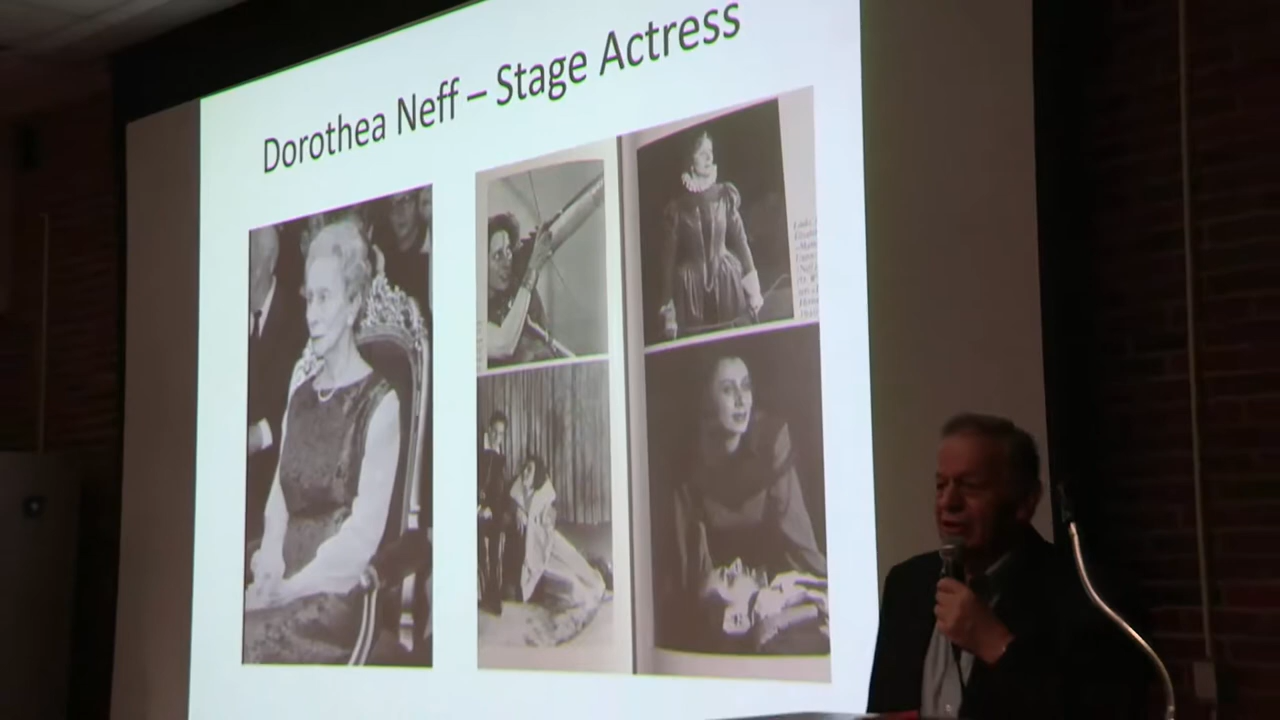 Dorothea Neff – Stage Actress